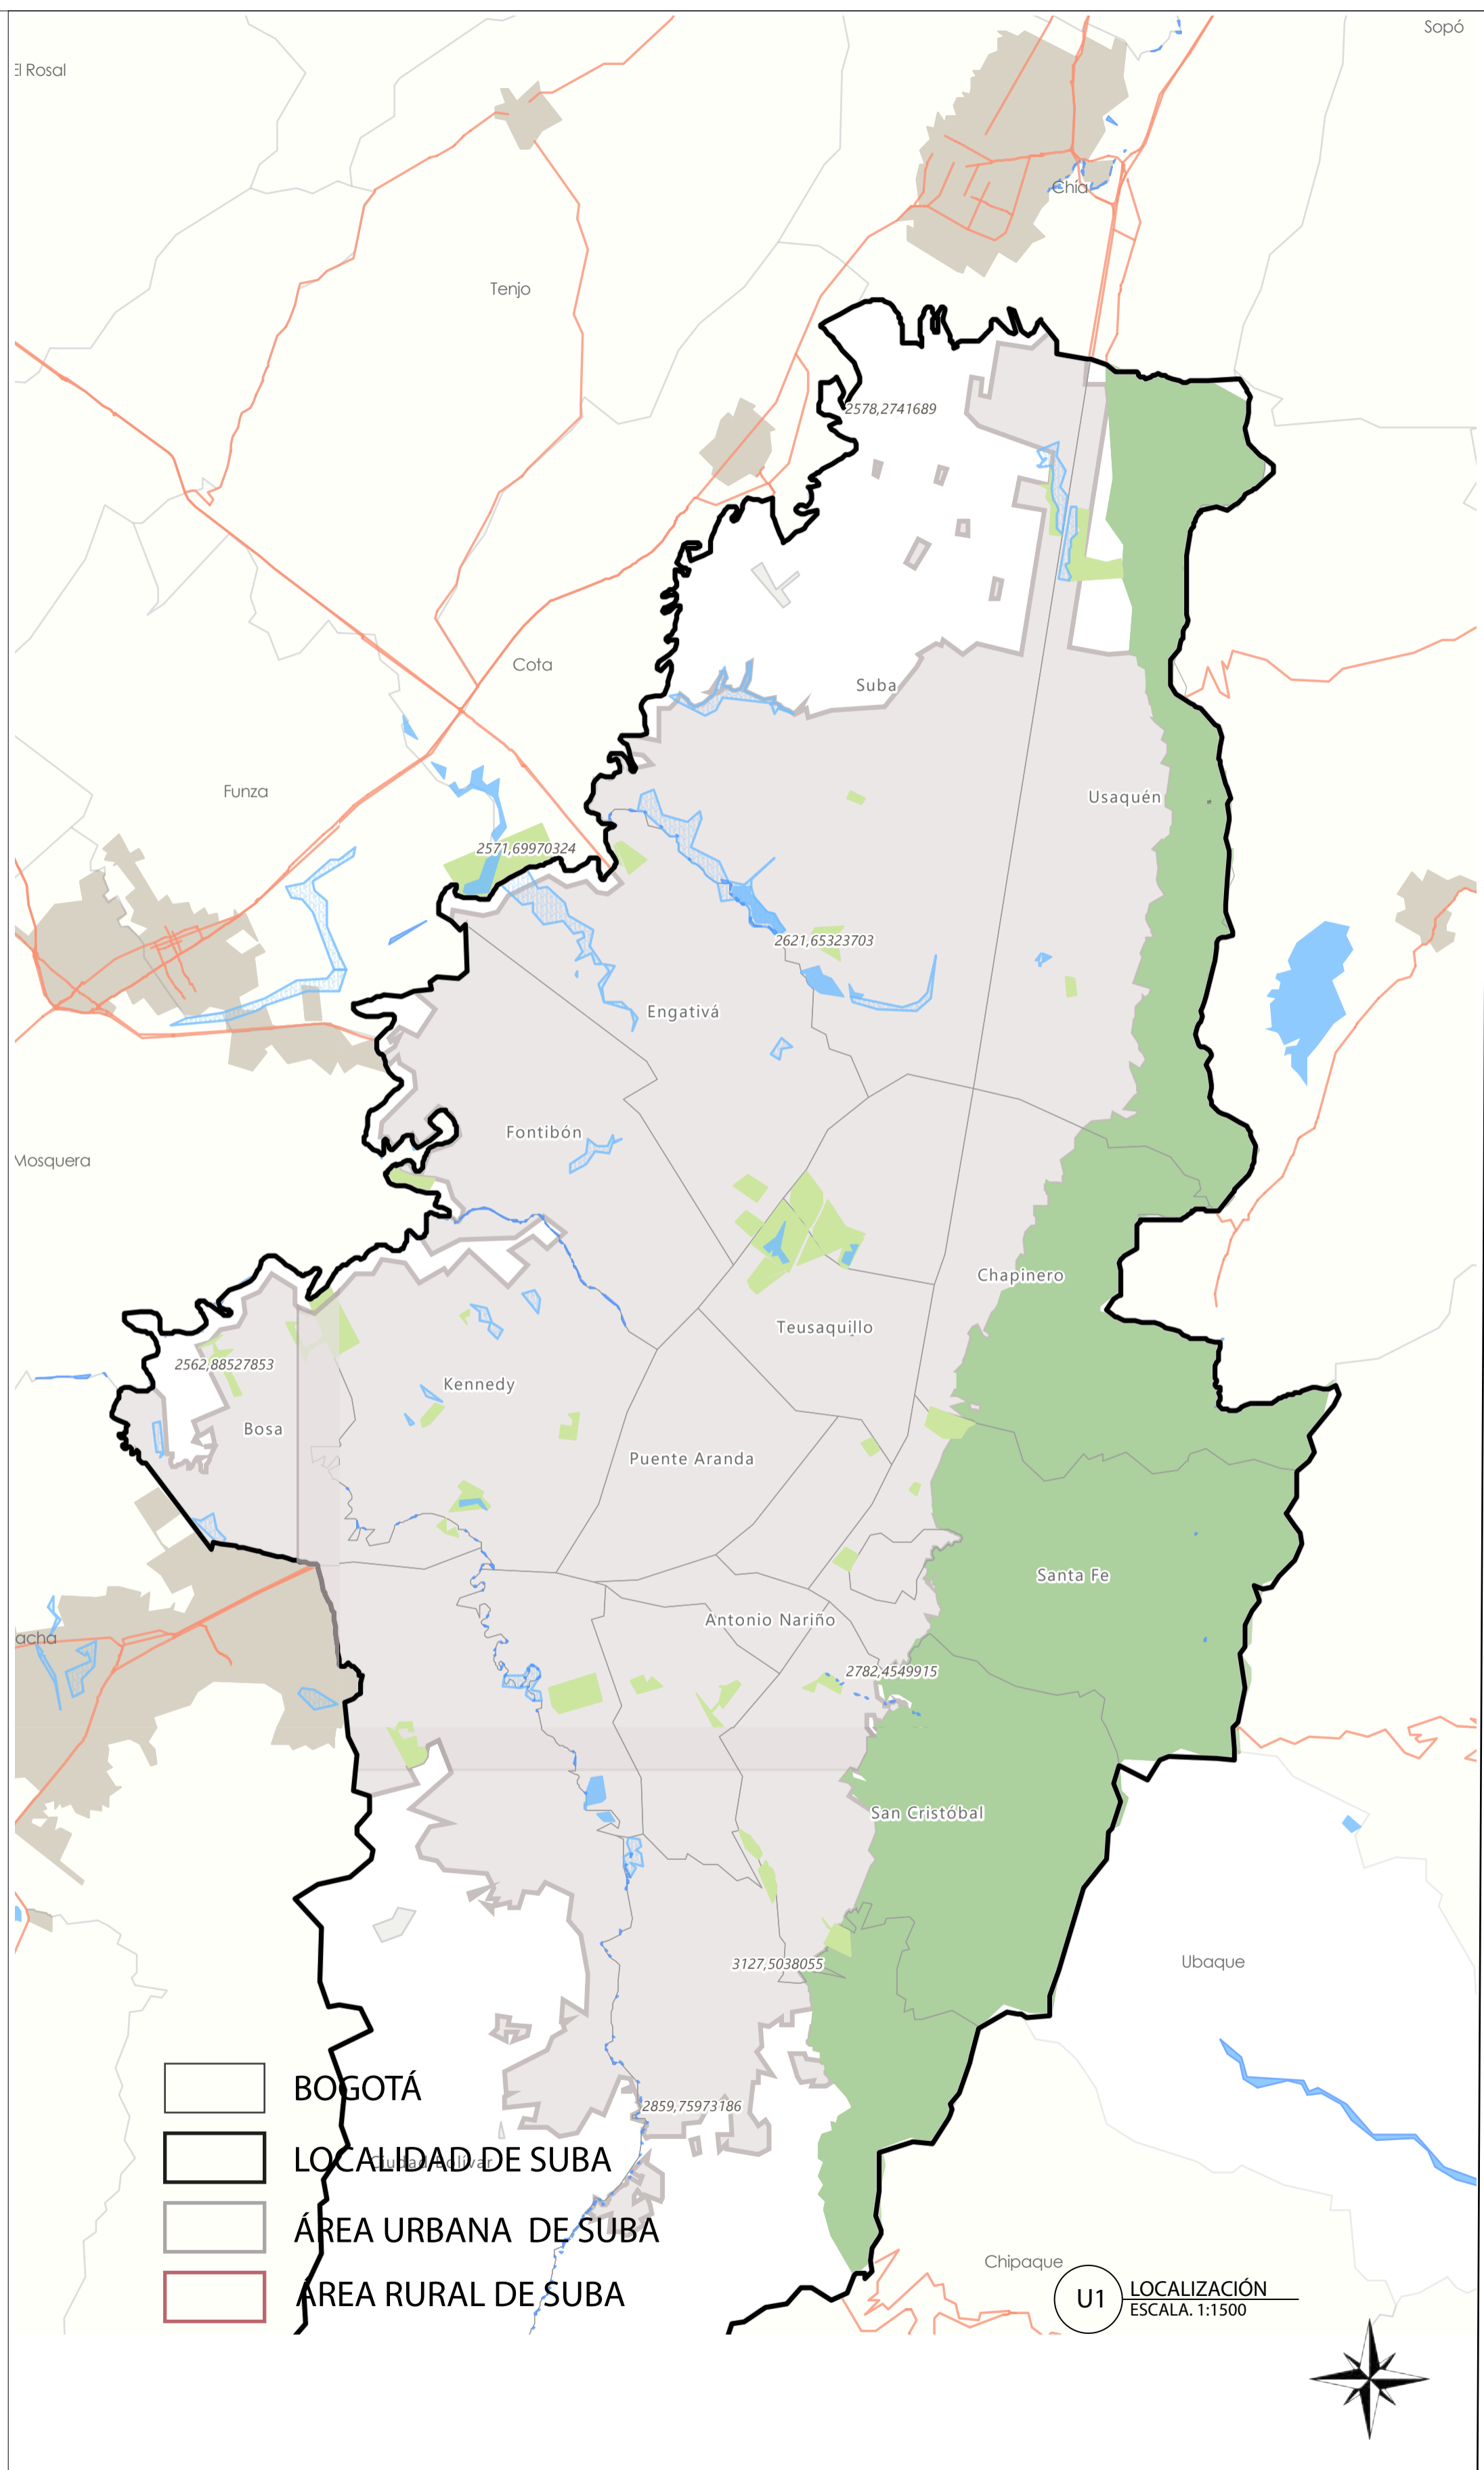 Sopó
El Rosal
Chía
Tenjo
2578,2741689
Cota
Suba
Funza
Usaquén
2571,69970324
2621,65323703
Engativá
Fontibón
Mosquera
Chapinero
Teusaquillo
2562,88527853
Kennedy
Bosa
Puente Aranda
Santa Fe
Antonio Nariño
acha
2782,4549915
San Cristóbal
Ubaque
3127,5038055
BOGOTÁ
2859,75973186
LOCALIDAD DE SUBA
Ciudad Bolívar
ÁREA URBANA DE SUBA
Chipaque
ÁREA RURAL DE SUBA
U1
LOCALIZACIÓN
ESCALA. 1:1500